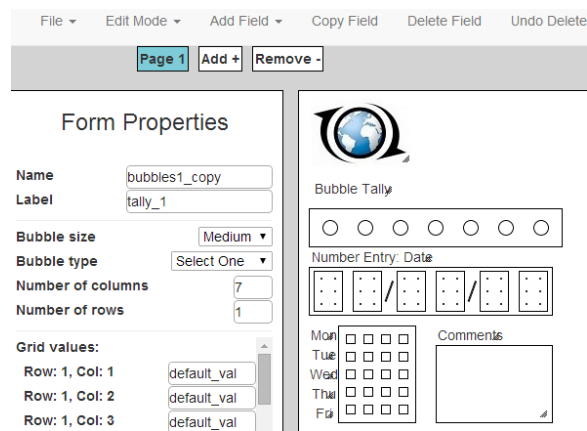 File Edit Mode Add Field Copy Field Delete Field Undo Delete
Page 1 Add + Remove -
Form Properties
Name bubbles1_copy
Label tally_1
Bubble size Medium
Bubble type Select One
Number of columns 7
Number of rows 1
Grid values:
Row: 1, Col: 1 default_val
Row: 1, Col: 2 default_val
Row: 1, Col: 3 default_val
Bubble Tally
Number Entry: Date
/ /
Mon
Tue
Wed
Thu
Fri
Comments